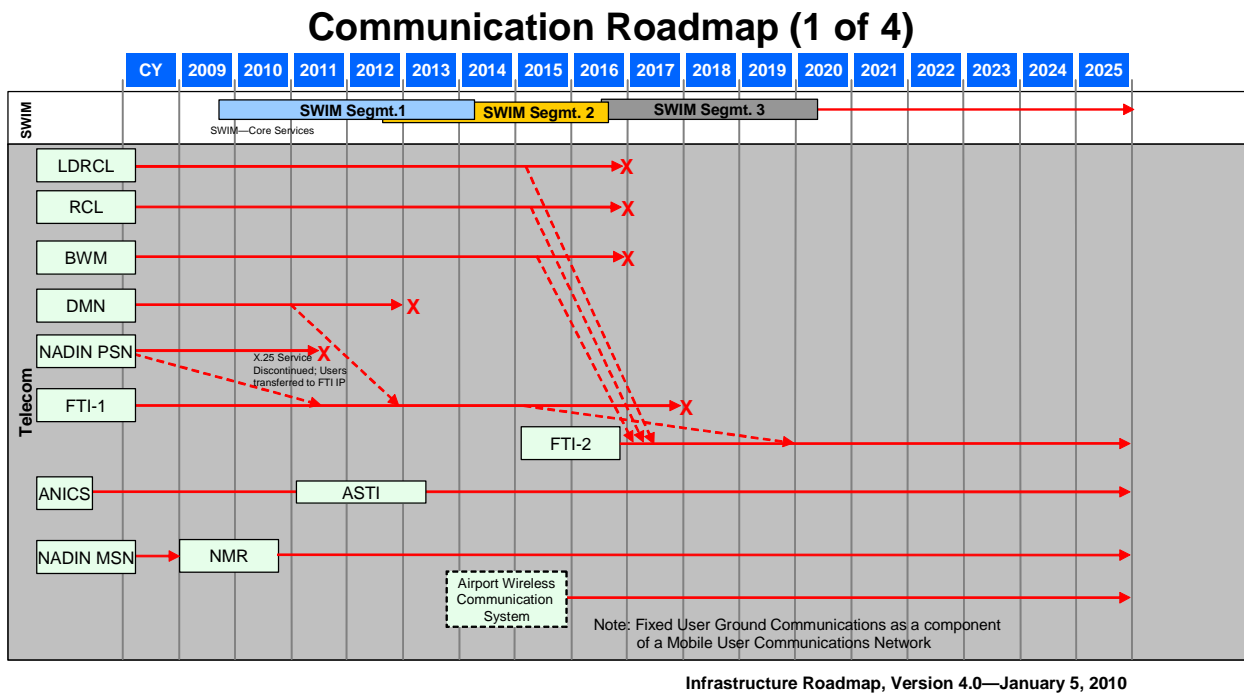 Communication Roadmap (1 of 4)
CY 2009 2010 2011 2012 2013 2014 2015 2016 2017 2018 2019 2020 2021 2022 2023 2024 2025
SWIM
SWIM Segmt.1
SWIM Segmt. 2
SWIM Segmt. 3
SWIM—Core Services
Telecom
LDRCL
X
RCL
X
BWM
X
DMN
X
NADIN PSN
X
X.25 Service
Discontinued; Users
transferred to FTI IP
FTI-1
X
FTI-2
ANICS
ASTI
NADIN MSN
NMR
Airport Wireless
Communication
System
Note: Fixed User Ground Communications as a component
of a Mobile User Communications Network
Infrastructure Roadmap, Version 4.0—January 5, 2010